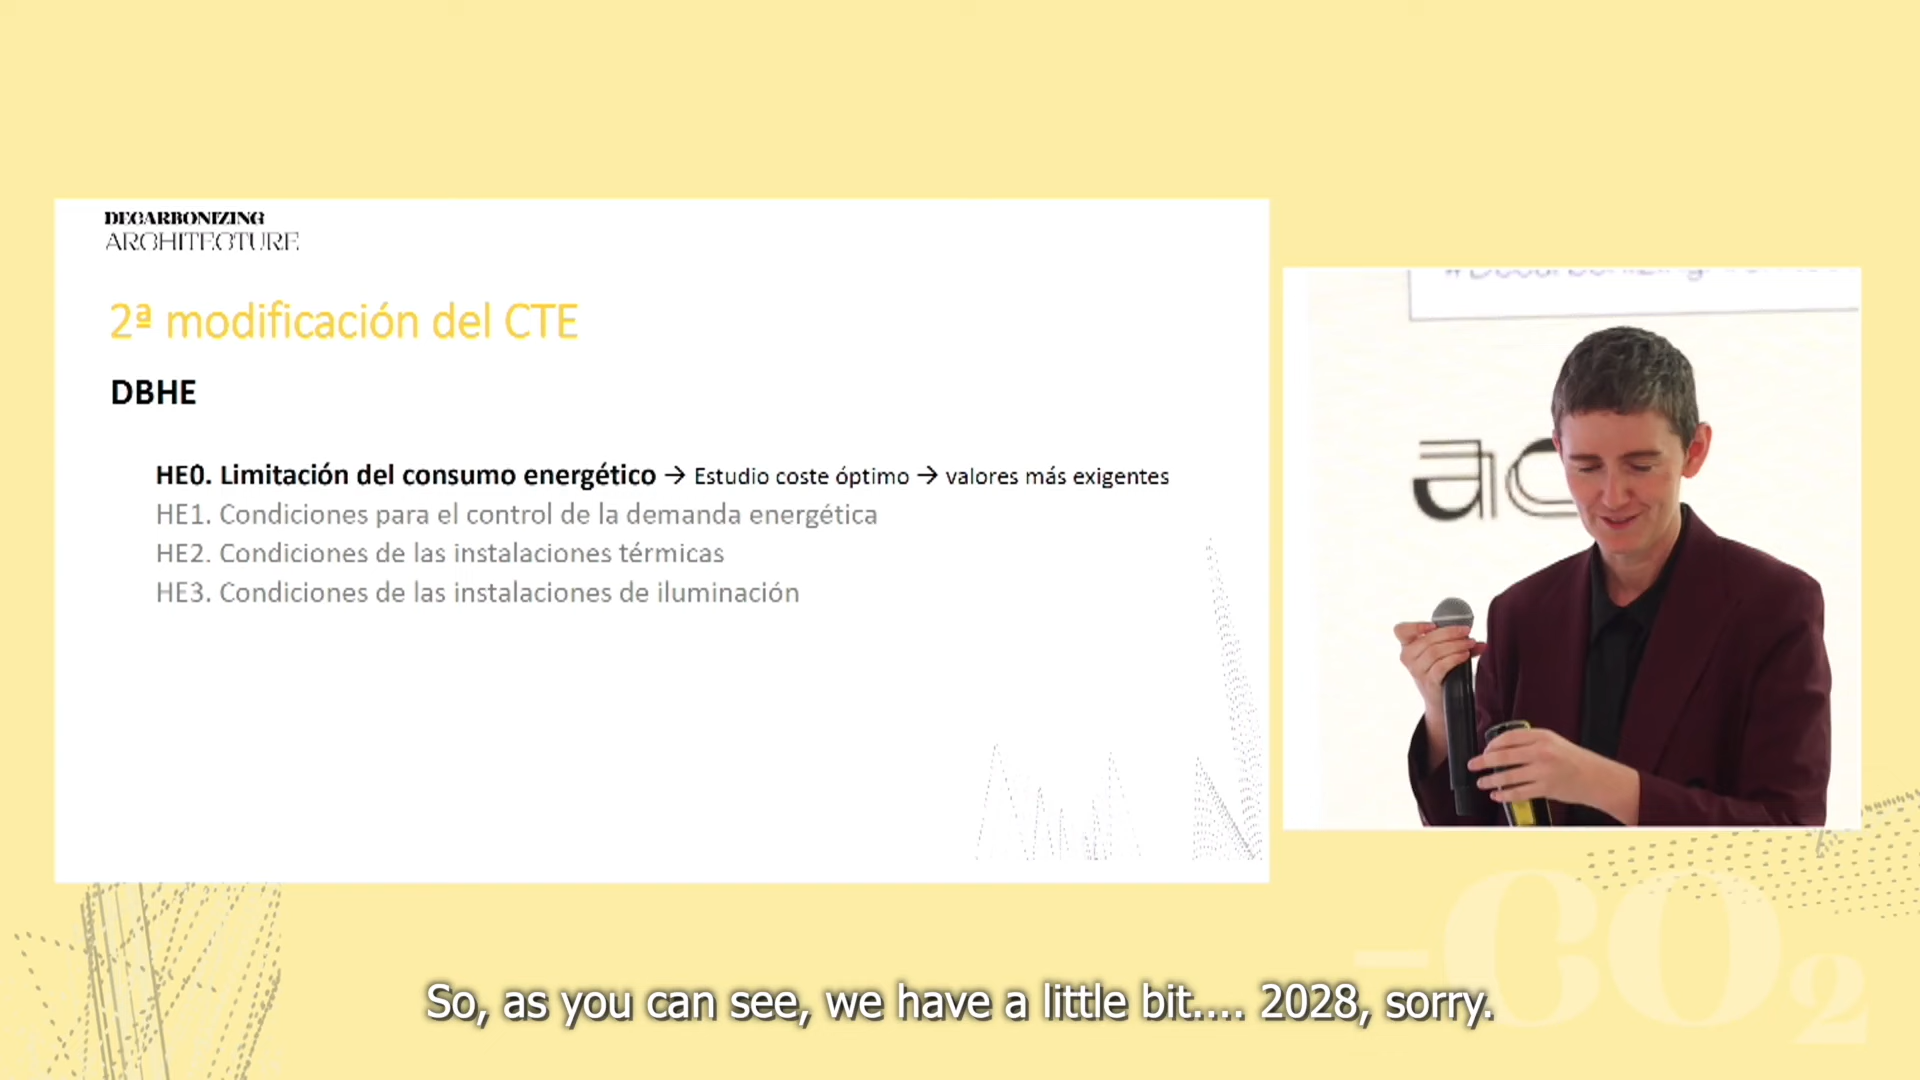 DECARBONIZING
ARCHITECTURE
2ª modificación del CTE
DBHE
HE0. Limitación del consumo energético → Estudio coste óptimo → valores más exigentes
HE1. Condiciones para el control de la demanda energética
HE2. Condiciones de las instalaciones térmicas
HE3. Condiciones de las instalaciones de iluminación
-CO2
So, as you can see, we have a little bit.... 2028, sorry.